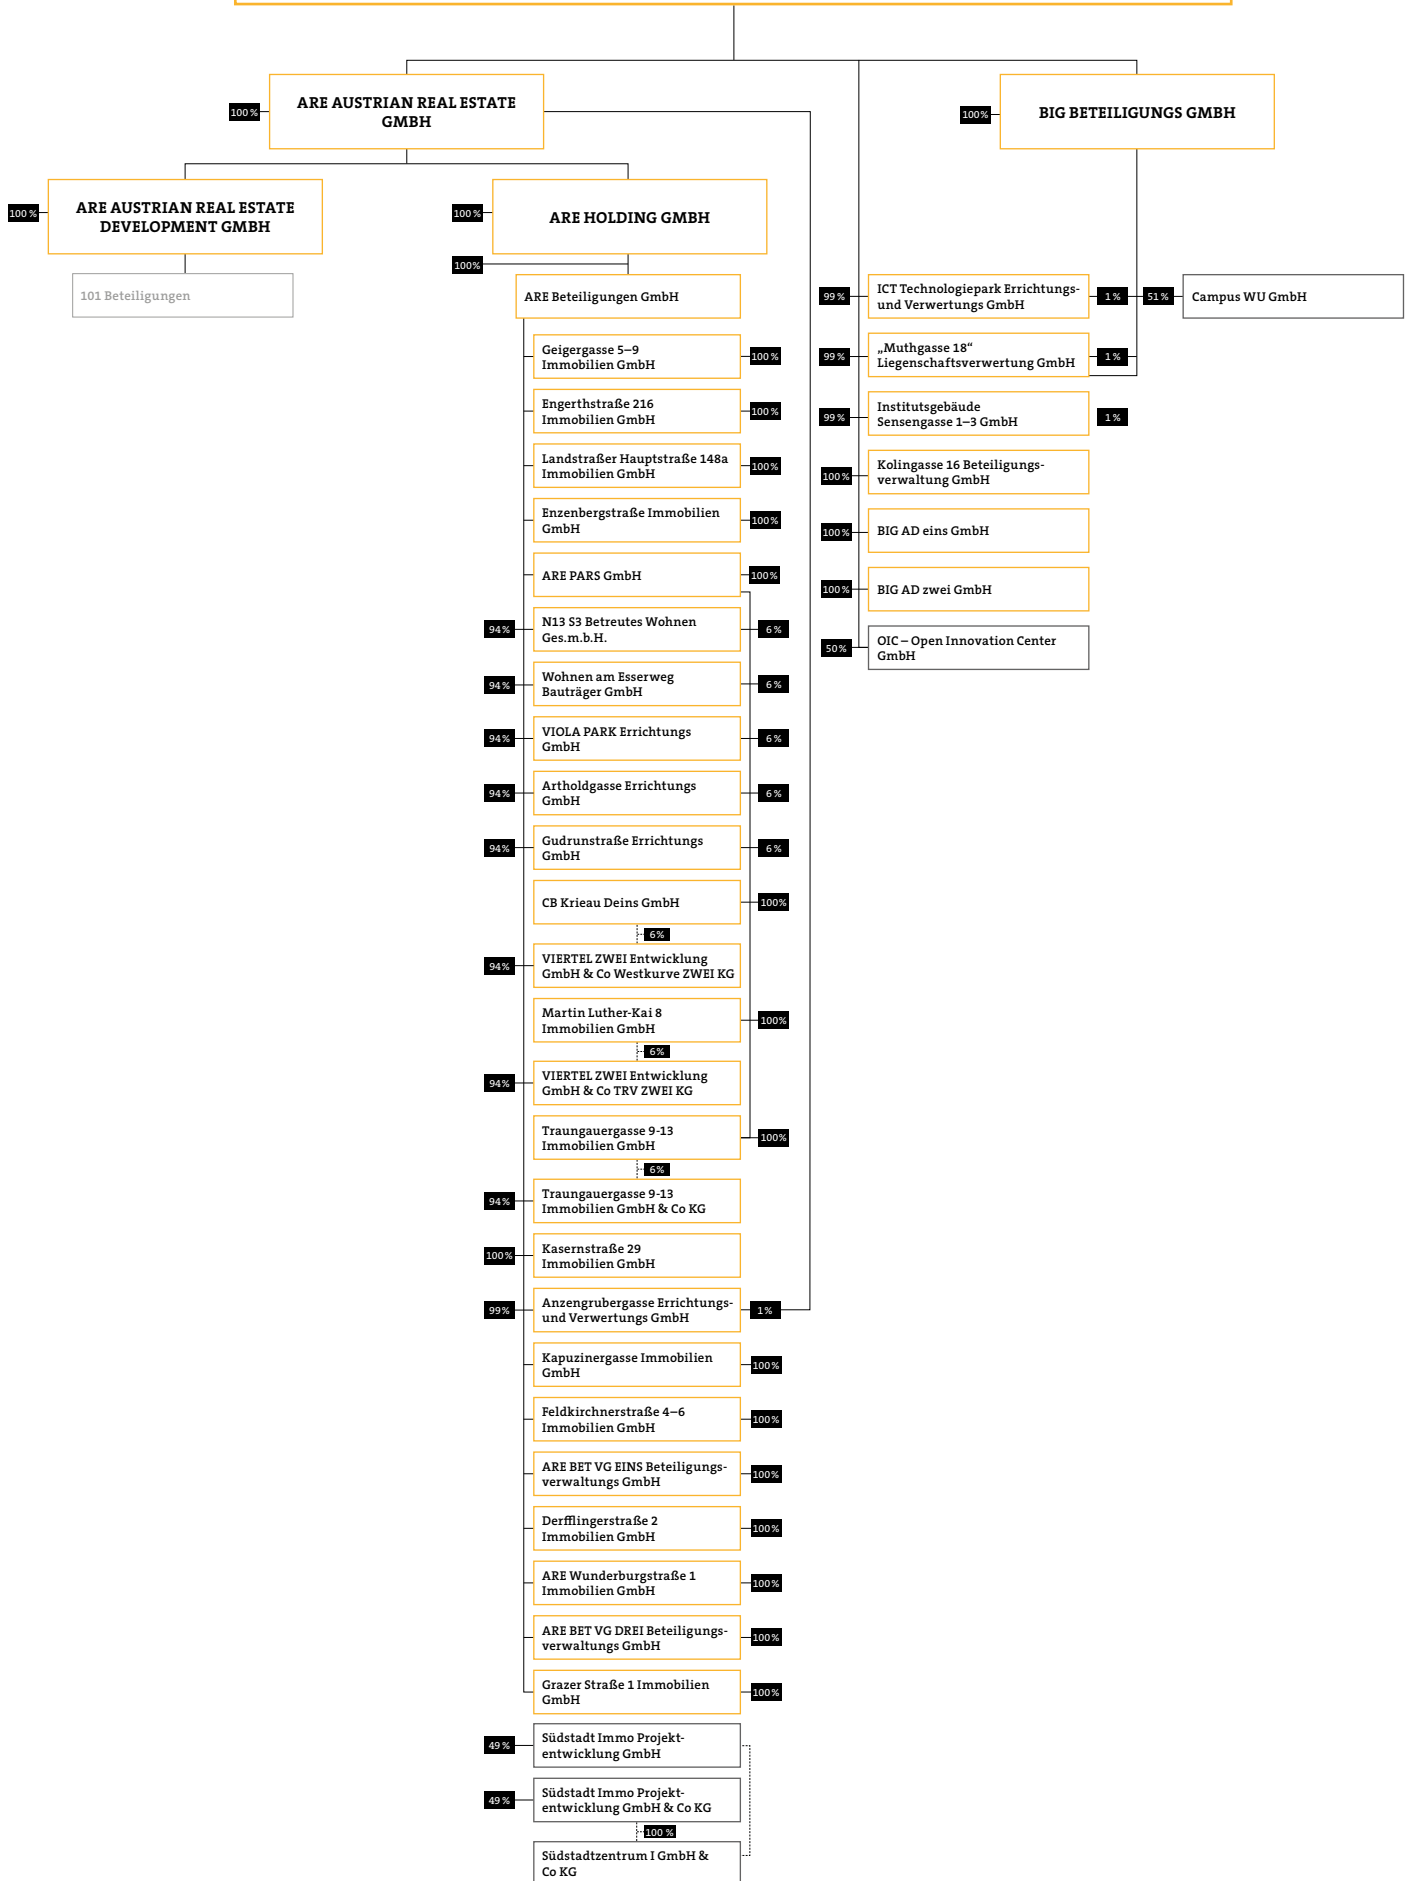 100 %
ARE AUSTRIAN REAL ESTATE
GMBH
100%
BIG BETEILIGUNGS GMBH
100 %
ARE AUSTRIAN REAL ESTATE
DEVELOPMENT GMBH
101 Beteiligungen
100 %
ARE HOLDING GMBH
100%
ARE Beteiligungen GmbH
Geigergasse 5–9
Immobilien GmbH
100 %
Engerthstraße 216
Immobilien GmbH
100 %
Landstraßer Hauptstraße 148a
Immobilien GmbH
100 %
Enzenbergstraße Immobilien
GmbH
100 %
ARE PARS GmbH
100 %
94 %
N13 S3 Betreutes Wohnen
Ges.m.b.H.
6 %
94 %
Wohnen am Esserweg
Bauträger GmbH
6 %
94 %
VIOLA PARK Errichtungs
GmbH
6 %
94 %
Artholdgasse Errichtungs
GmbH
6 %
94 %
Gudrunstraße Errichtungs
GmbH
6 %
CB Krieau Deins GmbH
100%
6 %
94%
VIERTEL ZWEI Entwicklung
GmbH & Co Westkurve ZWEI KG
Martin Luther-Kai 8
Immobilien GmbH
100%
6%
94%
VIERTEL ZWEI Entwicklung
GmbH & Co TRV ZWEI KG
Traungauergasse 9-13
Immobilien GmbH
100%
6%
94%
Traungauergasse 9-13
Immobilien GmbH & Co KG
100 %
Kasernstraße 29
Immobilien GmbH
99 %
Anzengrubergasse Errichtungs-
und Verwertungs GmbH
1 %
Kapuzinergasse Immobilien
GmbH
100 %
Feldkirchnerstraße 4–6
Immobilien GmbH
100 %
ARE BET VG EINS Beteiligungs-
verwaltungs GmbH
100 %
Derfflingerstraße 2
Immobilien GmbH
100 %
ARE Wunderburgstraße 1
Immobilien GmbH
100 %
ARE BET VG DREI Beteiligungs-
verwaltungs GmbH
100 %
Grazer Straße 1 Immobilien
GmbH
100 %
49 %
Südstadt Immo Projekt-
entwicklung GmbH
49 %
Südstadt Immo Projekt-
entwicklung GmbH & Co KG
100 %
Südstadtzentrum I GmbH &
Co KG
99 %
ICT Technologiepark Errichtungs-
und Verwertungs GmbH
1 %
51 %
Campus WU GmbH
99 %
„Muthgasse 18“
Liegenschaftsverwertung GmbH
1 %
99 %
Institutsgebäude
Sensengasse 1–3 GmbH
1 %
100 %
Kolingasse 16 Beteiligungs-
verwaltung GmbH
100 %
BIG AD eins GmbH
100 %
BIG AD zwei GmbH
50 %
OIC – Open Innovation Center
GmbH